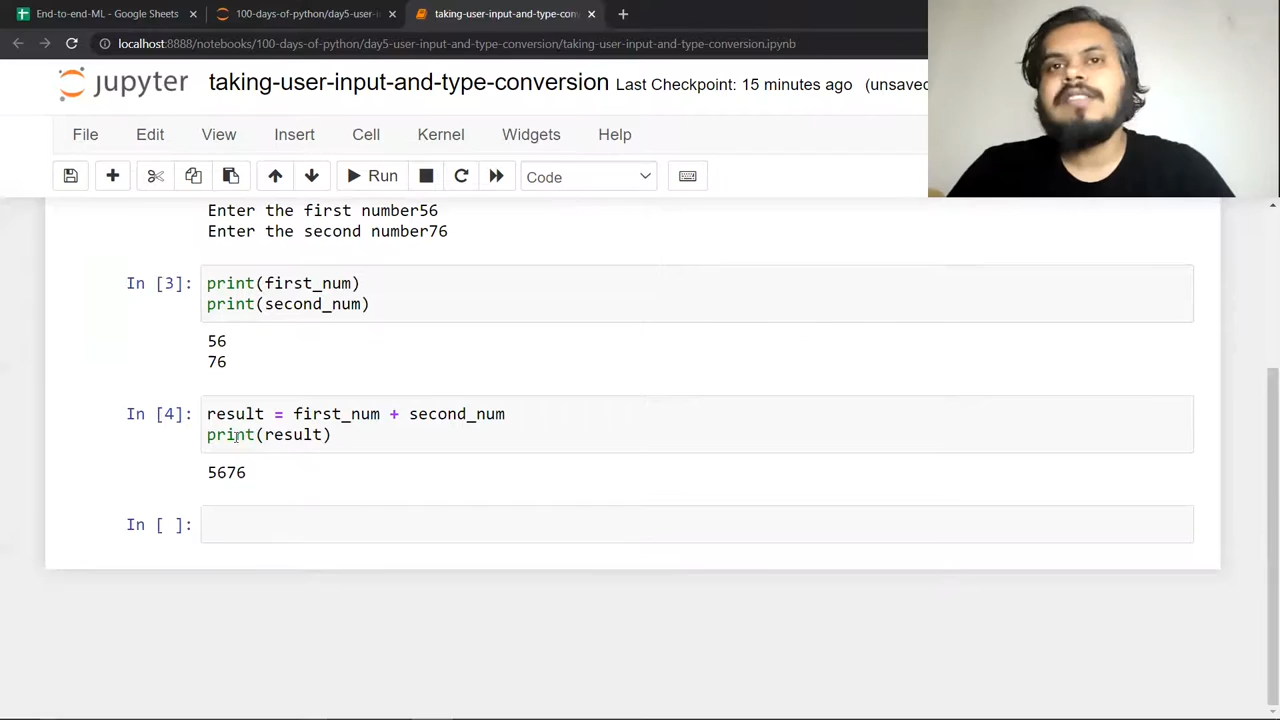 End-to-end-ML - Google Sheets
100-days-of-python/day5-user-in
taking-user-input-and-type-conv
localhost:8888/notebooks/100-days-of-python/day5-user-input-and-type-conversion/taking-user-input-and-type-conversion.ipynb
jupyter taking-user-input-and-type-conversion Last Checkpoint: 15 minutes ago (unsaved
File Edit View Insert Cell Kernel Widgets Help
Run Code
Enter the first number56
Enter the second number76
In [3]: print(first_num)
print(second_num)
56
76
In [4]: result = first_num + second_num
print(result)
5676
In [ ]: